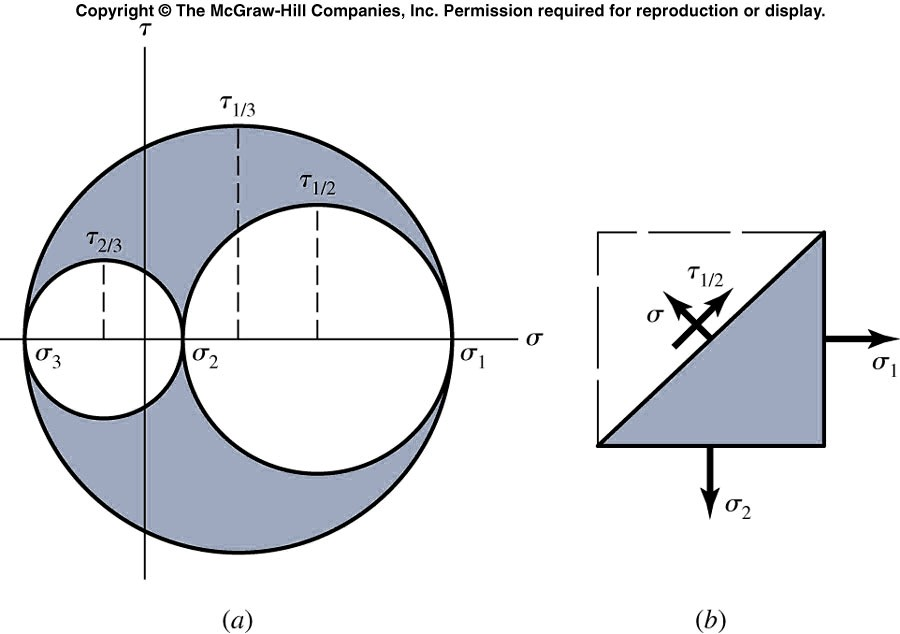 Copyright © The McGraw-Hill Companies, Inc. Permission required for reproduction or display.
τ
τ1/3
τ1/2
τ2/3
σ3
σ2
σ1
σ
(a)
τ1/2
σ
σ1
σ2
(b)